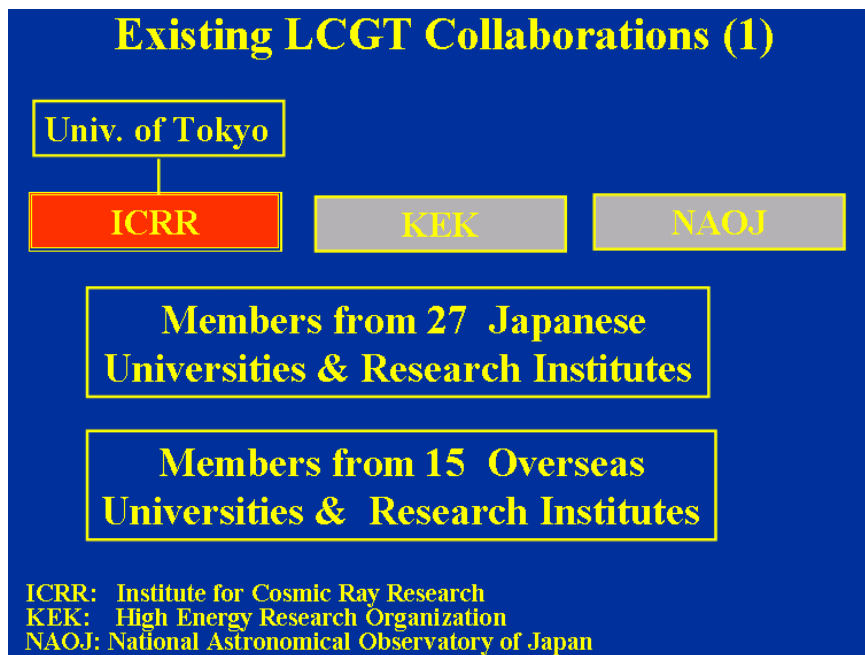 Existing LCGT Collaborations (1)
Univ. of Tokyo
ICRR
KEK
NAOJ
Members from 27 Japanese
Universities & Research Institutes
Members from 15 Overseas
Universities & Research Institutes
ICRR: Institute for Cosmic Ray Research
KEK: High Energy Research Organization
NAOJ: National Astronomical Observatory of Japan